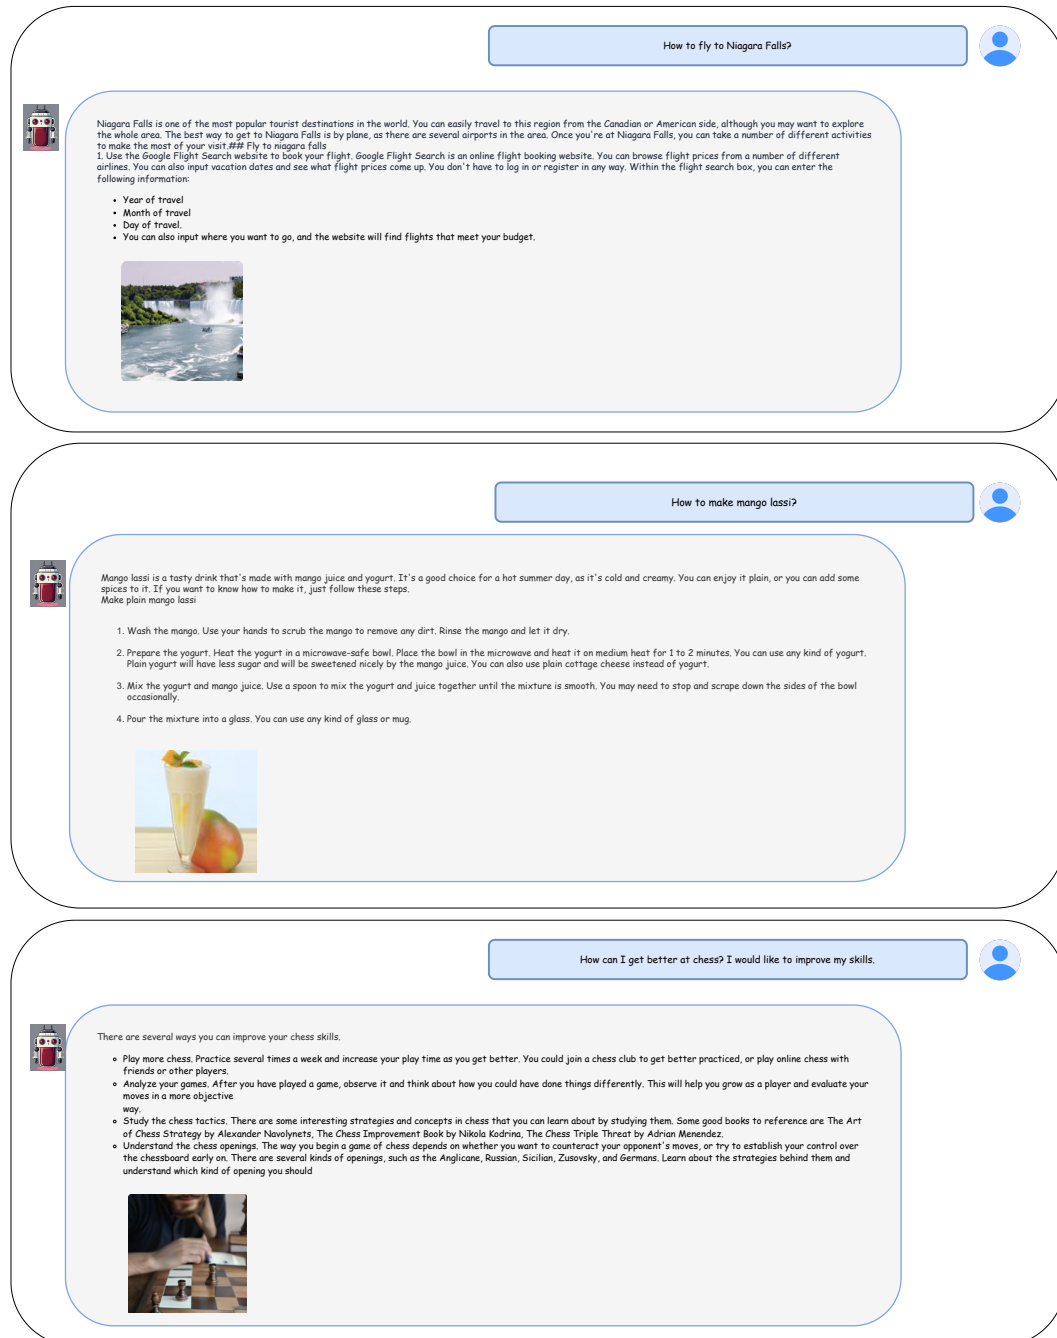 How to fly to Niagara Falls?
Niagara Falls is one of the most popular tourist destinations in the world. You can easily travel to this region from the Canadian or American side, although you may want to explore
the whole area. The best way to get to Niagara Falls is by plane, as there are several airports in the area. Once you're at Niagara Falls, you can take a number of different activities
to make the most of your visit.## Fly to niagara falls
1. Use the Google Flight Search website to book your flight. Google Flight Search is an online flight booking website. You can browse flight prices from a number of different
airlines. You can also input vacation dates and see what flight prices come up. You don't have to log in or register in any way. Within the flight search box, you can enter the
following information:
• Year of travel
• Month of travel
• Day of travel.
• You can also input where you want to go, and the website will find flights that meet your budget.
How to make mango lassi?
Mango lassi is a tasty drink that's made with mango juice and yogurt. It's a good choice for a hot summer day, as it's cold and creamy. You can enjoy it plain, or you can add some
spices to it. If you want to know how to make it, just follow these steps.
Make plain mango lassi
1. Wash the mango. Use your hands to scrub the mango to remove any dirt. Rinse the mango and let it dry.
2. Prepare the yogurt. Heat the yogurt in a microwave-safe bowl. Place the bowl in the microwave and heat it on medium heat for 1 to 2 minutes. You can use any kind of yogurt.
Plain yogurt will have less sugar and will be sweetened nicely by the mango juice. You can also use plain cottage cheese instead of yogurt.
3. Mix the yogurt and mango juice. Use a spoon to mix the yogurt and juice together until the mixture is smooth. You may need to stop and scrape down the sides of the bowl
occasionally.
4. Pour the mixture into a glass. You can use any kind of glass or mug.
How can I get better at chess? I would like to improve my skills.
There are several ways you can improve your chess skills.
• Play more chess. Practice several times a week and increase your play time as you get better. You could join a chess club to get better practiced, or play online chess with
friends or other players.
• Analyze your games. After you have played a game, observe it and think about how you could have done things differently. This will help you grow as a player and evaluate your
moves in a more objective
way.
• Study the chess tactics. There are some interesting strategies and concepts in chess that you can learn about by studying them. Some good books to reference are The Art
of Chess Strategy by Alexander Navolynets, The Chess Improvement Book by Nikola Kodrina, The Chess Triple Threat by Adrian Menendez.
• Understand the chess openings. The way you begin a game of chess depends on whether you want to counteract your opponent's moves, or try to establish your control over
the chessboard early on. There are several kinds of openings, such as the Anglicane, Russian, Sicilian, Zusovsky, and Germans. Learn about the strategies behind them and
understand which kind of opening you should